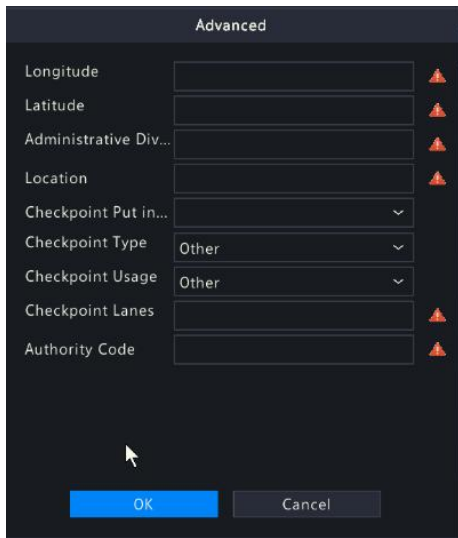 Advanced
Longitude
Latitude
Administrative Div...
Location
Checkpoint Put in...
Checkpoint Type Other
Checkpoint Usage Other
Checkpoint Lanes
Authority Code
OK Cancel